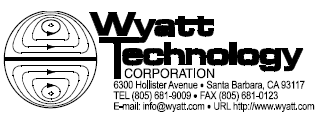 Wyatt
Technology
CORPORATION
6300 Hollister Avenue • Santa Barbara, CA 93117
TEL (805) 681-9009 • FAX (805) 681-0123
E-mail: info@wyatt.com • URL http://www.wyatt.com